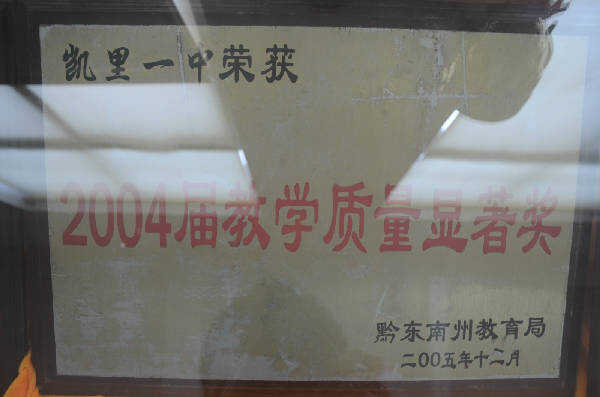 凯里一中荣获
2004届教学质量显著奖
黔东南州教育局
二00五年十二月